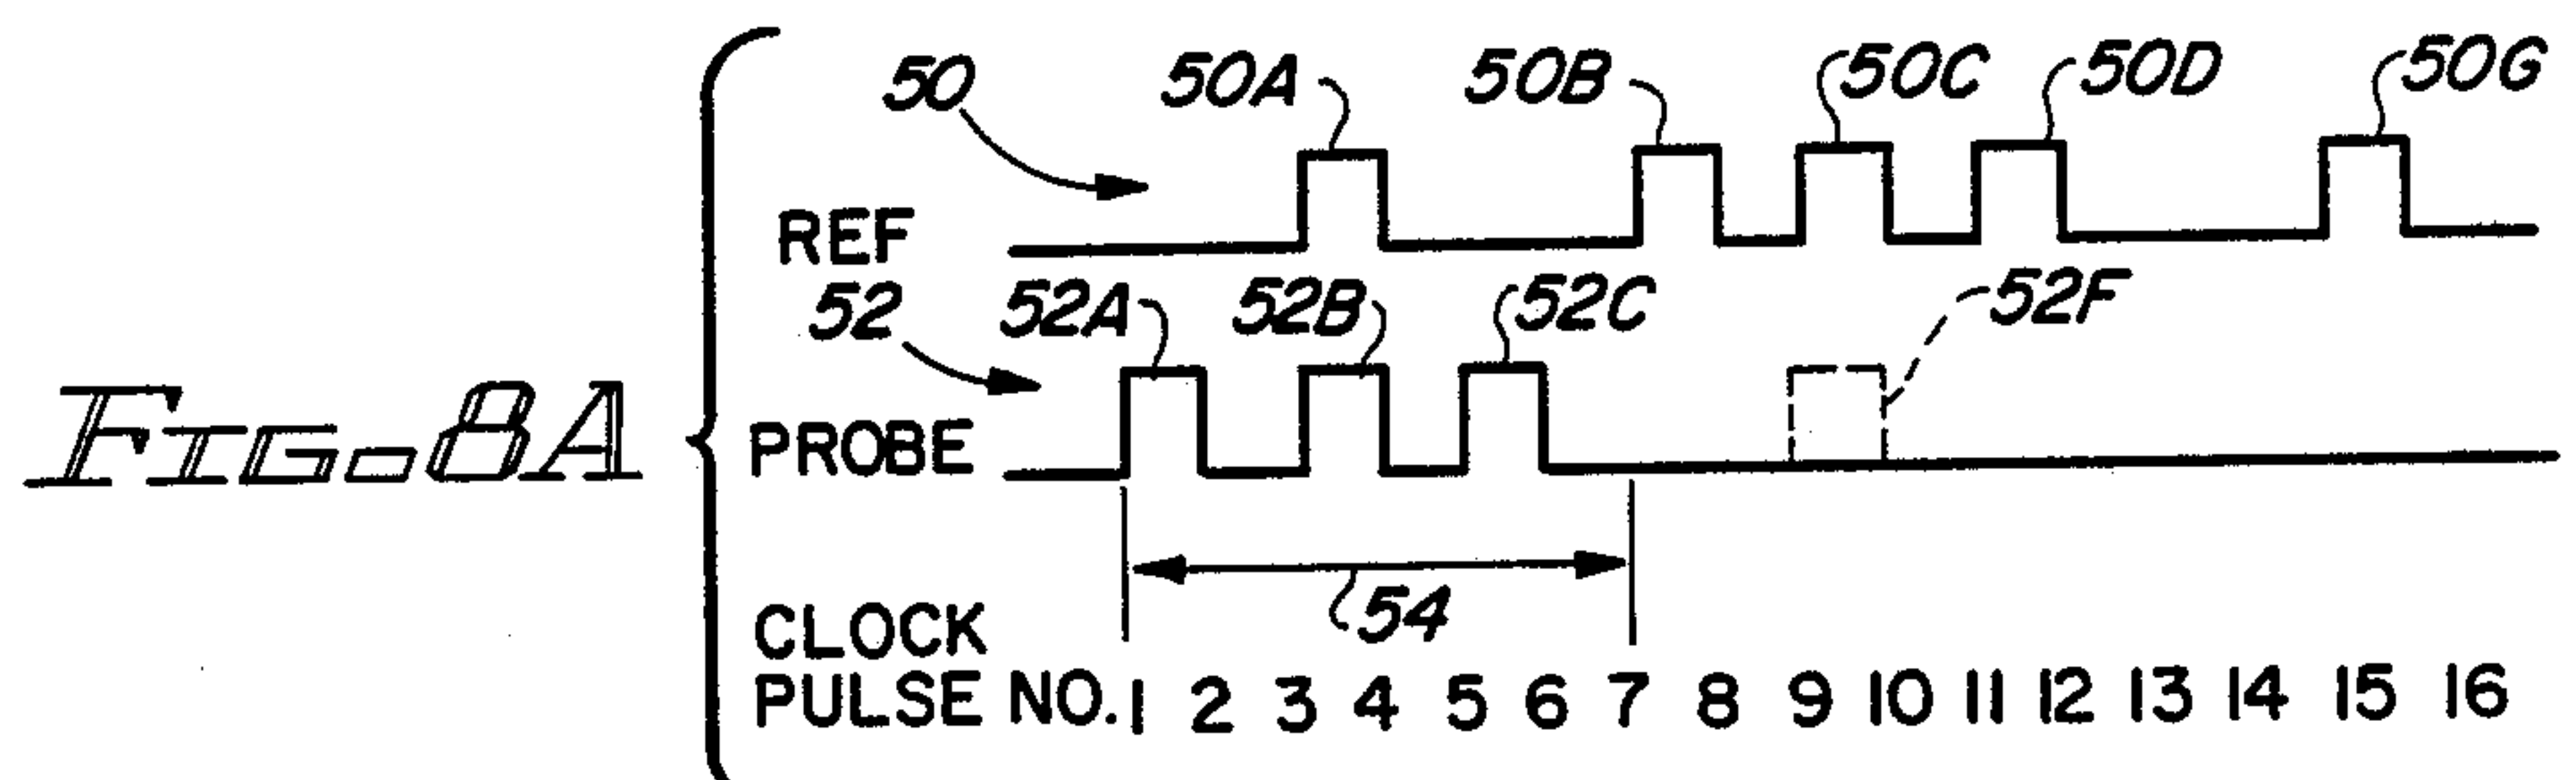 50 50A 50B 50C 50D 50G
REF
52 52A 52B 52C 52F
FIG. 8A
PROBE
54
CLOCK
PULSE NO. 1 2 3 4 5 6 7 8 9 10 11 12 13 14 15 16